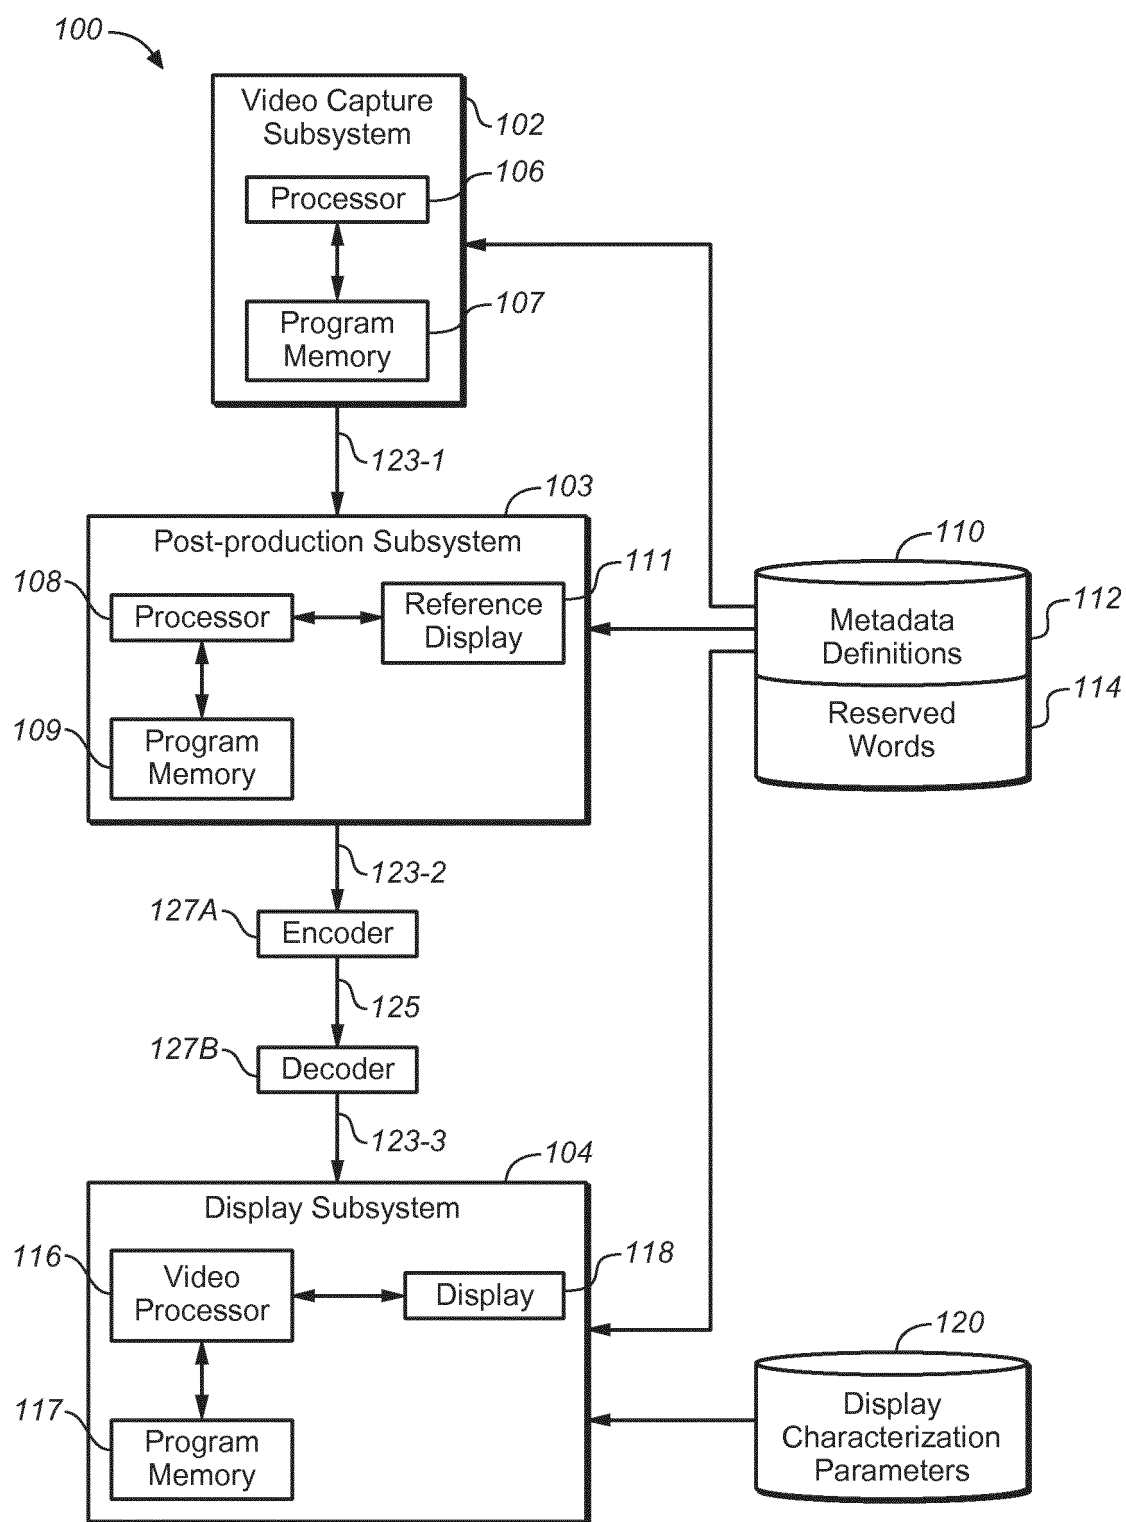 100
Video Capture
Subsystem
102
106
Processor
107
Program
Memory
123-1
103
Post-production Subsystem
111
108
Processor
Reference
Display
109
Program
Memory
110
Metadada
Definitions
112
Reserved
Words
114
123-2
127A
Encoder
125
127B
Decoder
123-3
104
Display Subsystem
116
Video
Processor
118
Display
117
Program
Memory
120
Display
Characterization
Parameters